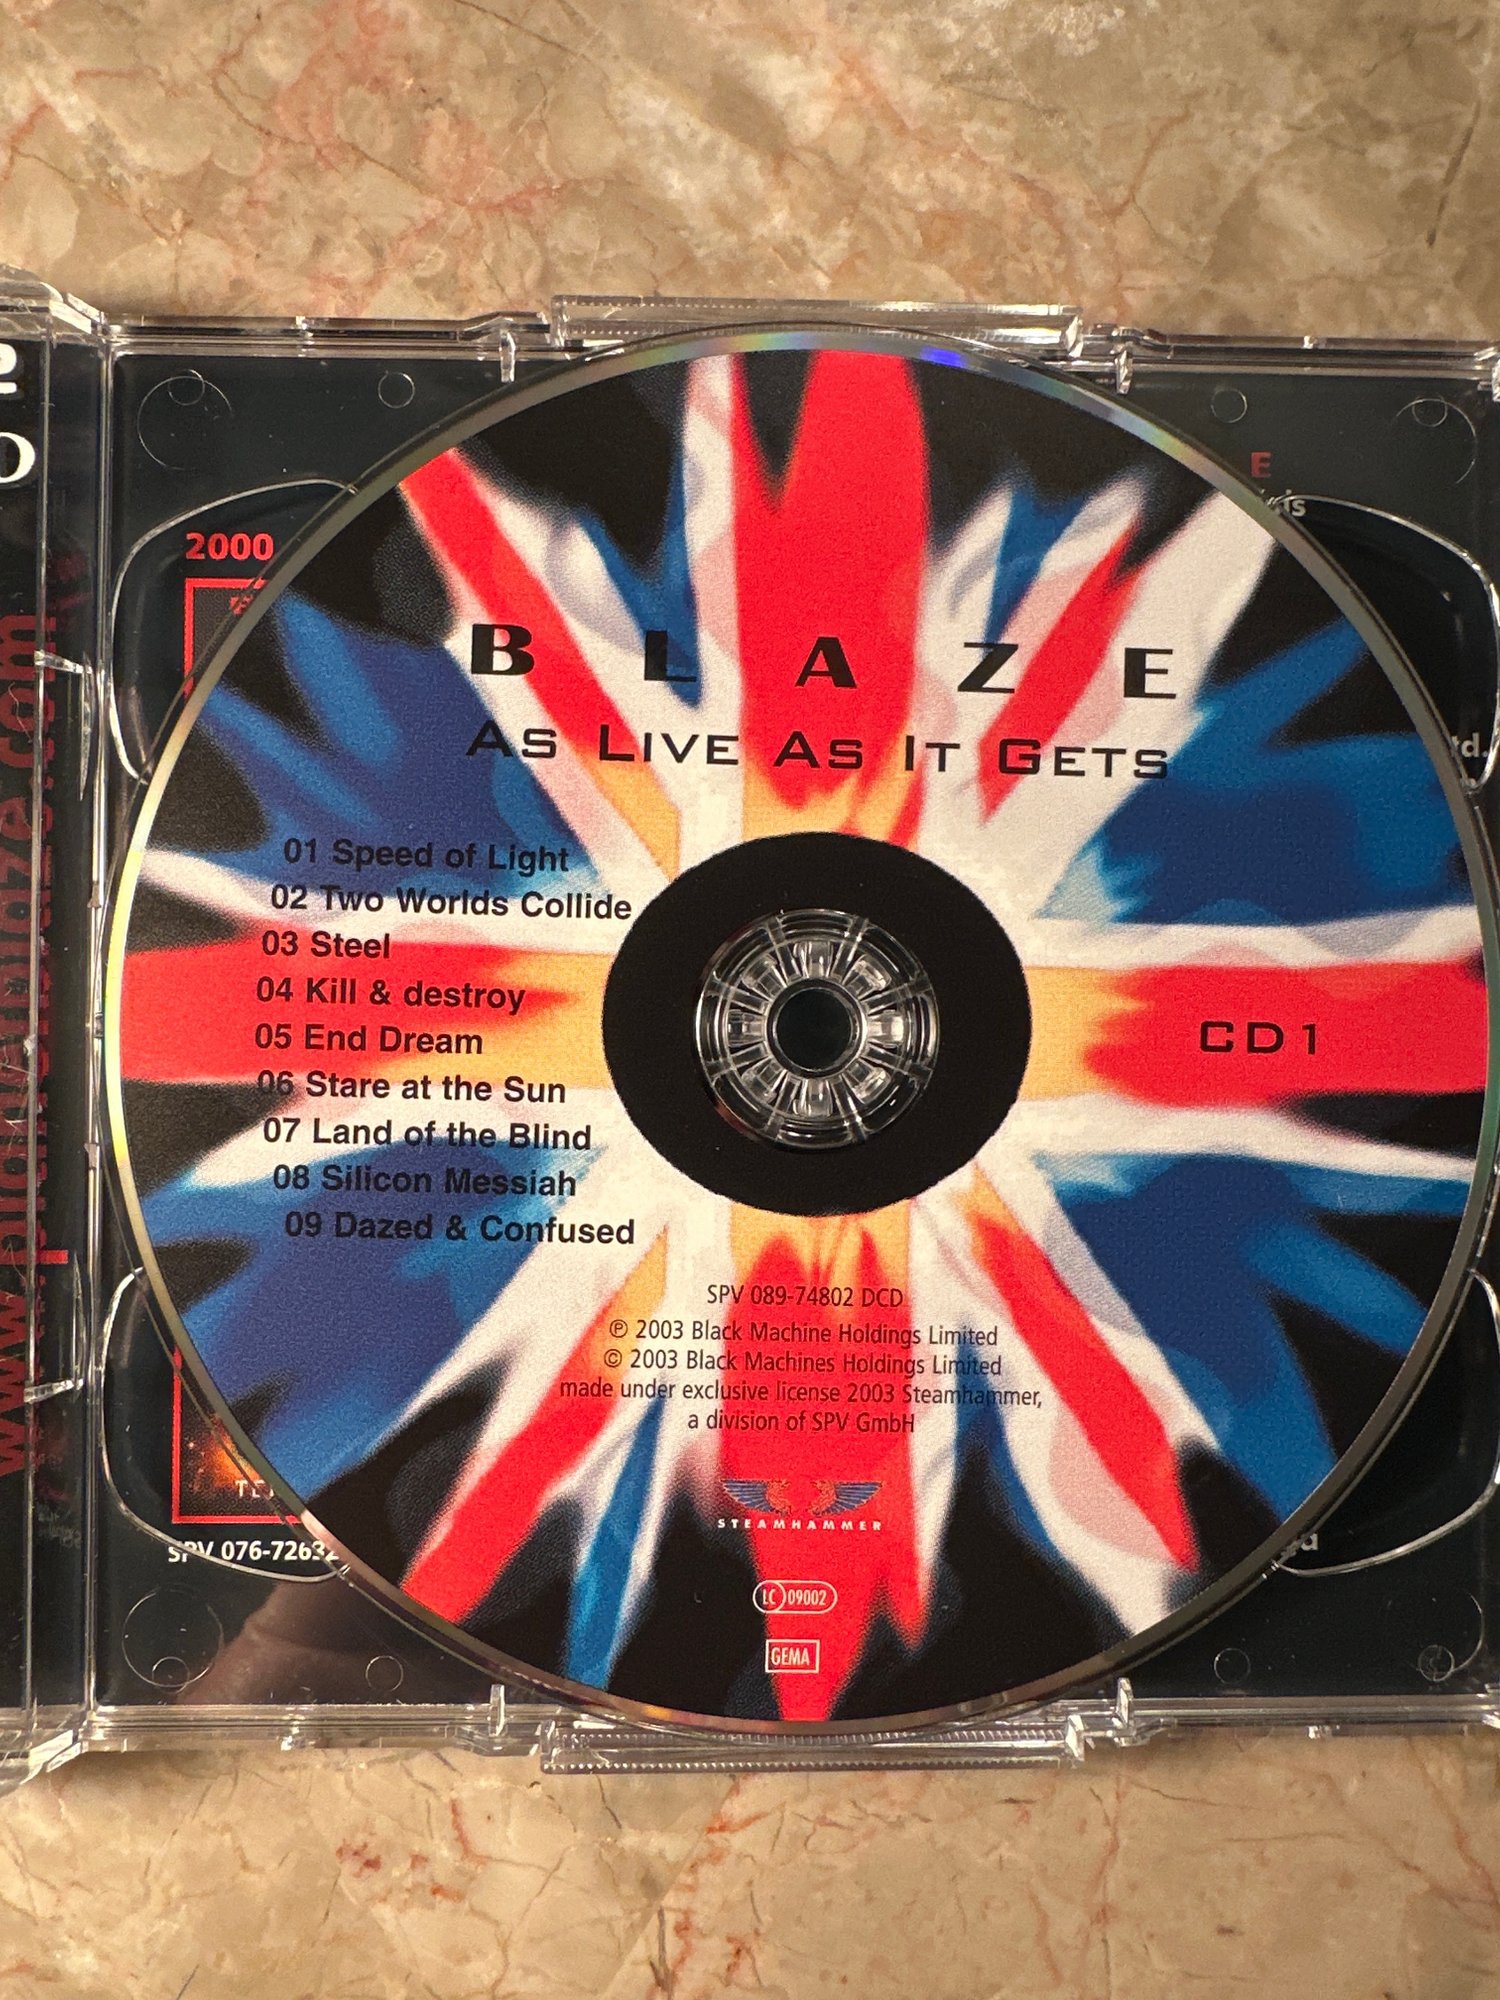 2000
E
BLAZE
AS LIVE AS IT GETS
01 Speed of Light
02 Two Worlds Collide
03 Steel
04 Kill & destroy
05 End Dream
06 Stare at the Sun
07 Land of the Blind
08 Silicon Messiah
09 Dazed & Confused
CD1
SPV 089-74802 DCD
℗ 2003 Black Machine Holdings Limited
© 2003 Black Machines Holdings Limited
made under exclusive license 2003 Steamhammer,
a division of SPV GmbH
STEAMHAMMER
LC 09002
GEMA
SPV 076-72632